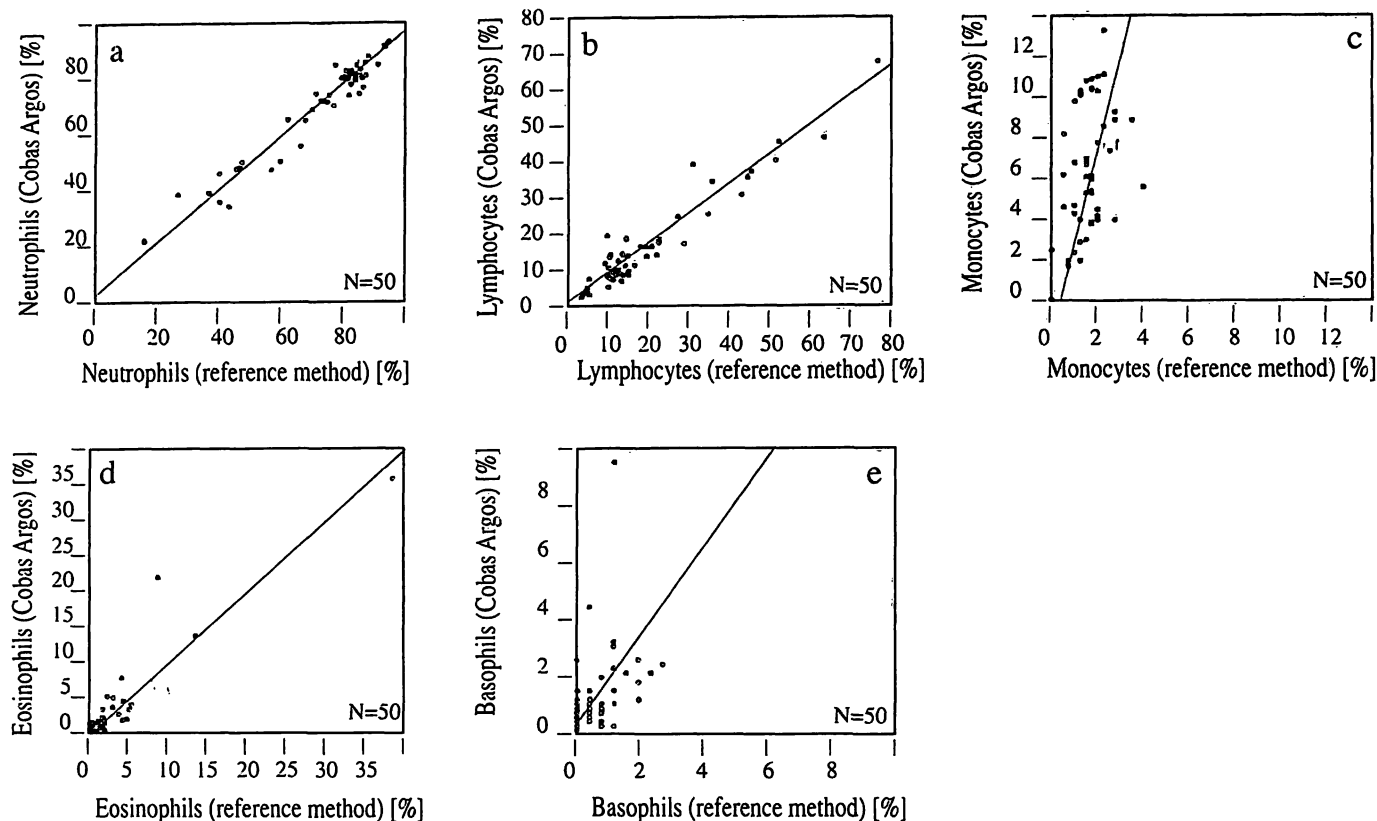 a
Neutrophils (Cobas Argos) [%]
80
60
40
20
0
N=50
0 20 40 60 80
Neutrophils (reference method) [%]
b
Lymphocytes (Cobas Argos) [%]
80
70
60
50
40
30
20
10
0
N=50
0 10 20 30 40 50 60 70 80
Lymphocytes (reference method) [%]
c
Monocytes (Cobas Argos) [%]
12
10
8
6
4
2
0
N=50
0 2 4 6 8 10 12
Monocytes (reference method) [%]
d
Eosinophils (Cobas Argos) [%]
35
30
25
20
15
10
5
0
N=50
0 5 10 15 20 25 30 35
Eosinophils (reference method) [%]
e
Basophils (Cobas Argos) [%]
8
6
4
2
0
N=50
0 2 4 6 8
Basophils (reference method) [%]